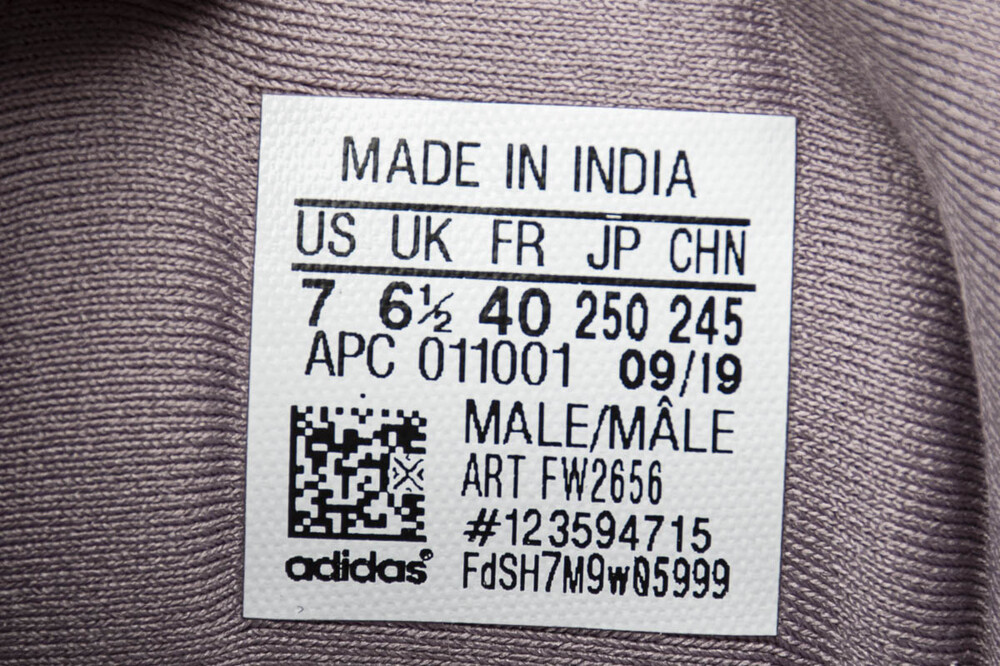 MADE IN INDIA
US UK FR JP CHN
7 6½ 40 250 245
APC 011001 09/19
MALE/MÂLE
ART FW2656
#123594715
adidas® FdSH7M9w05999